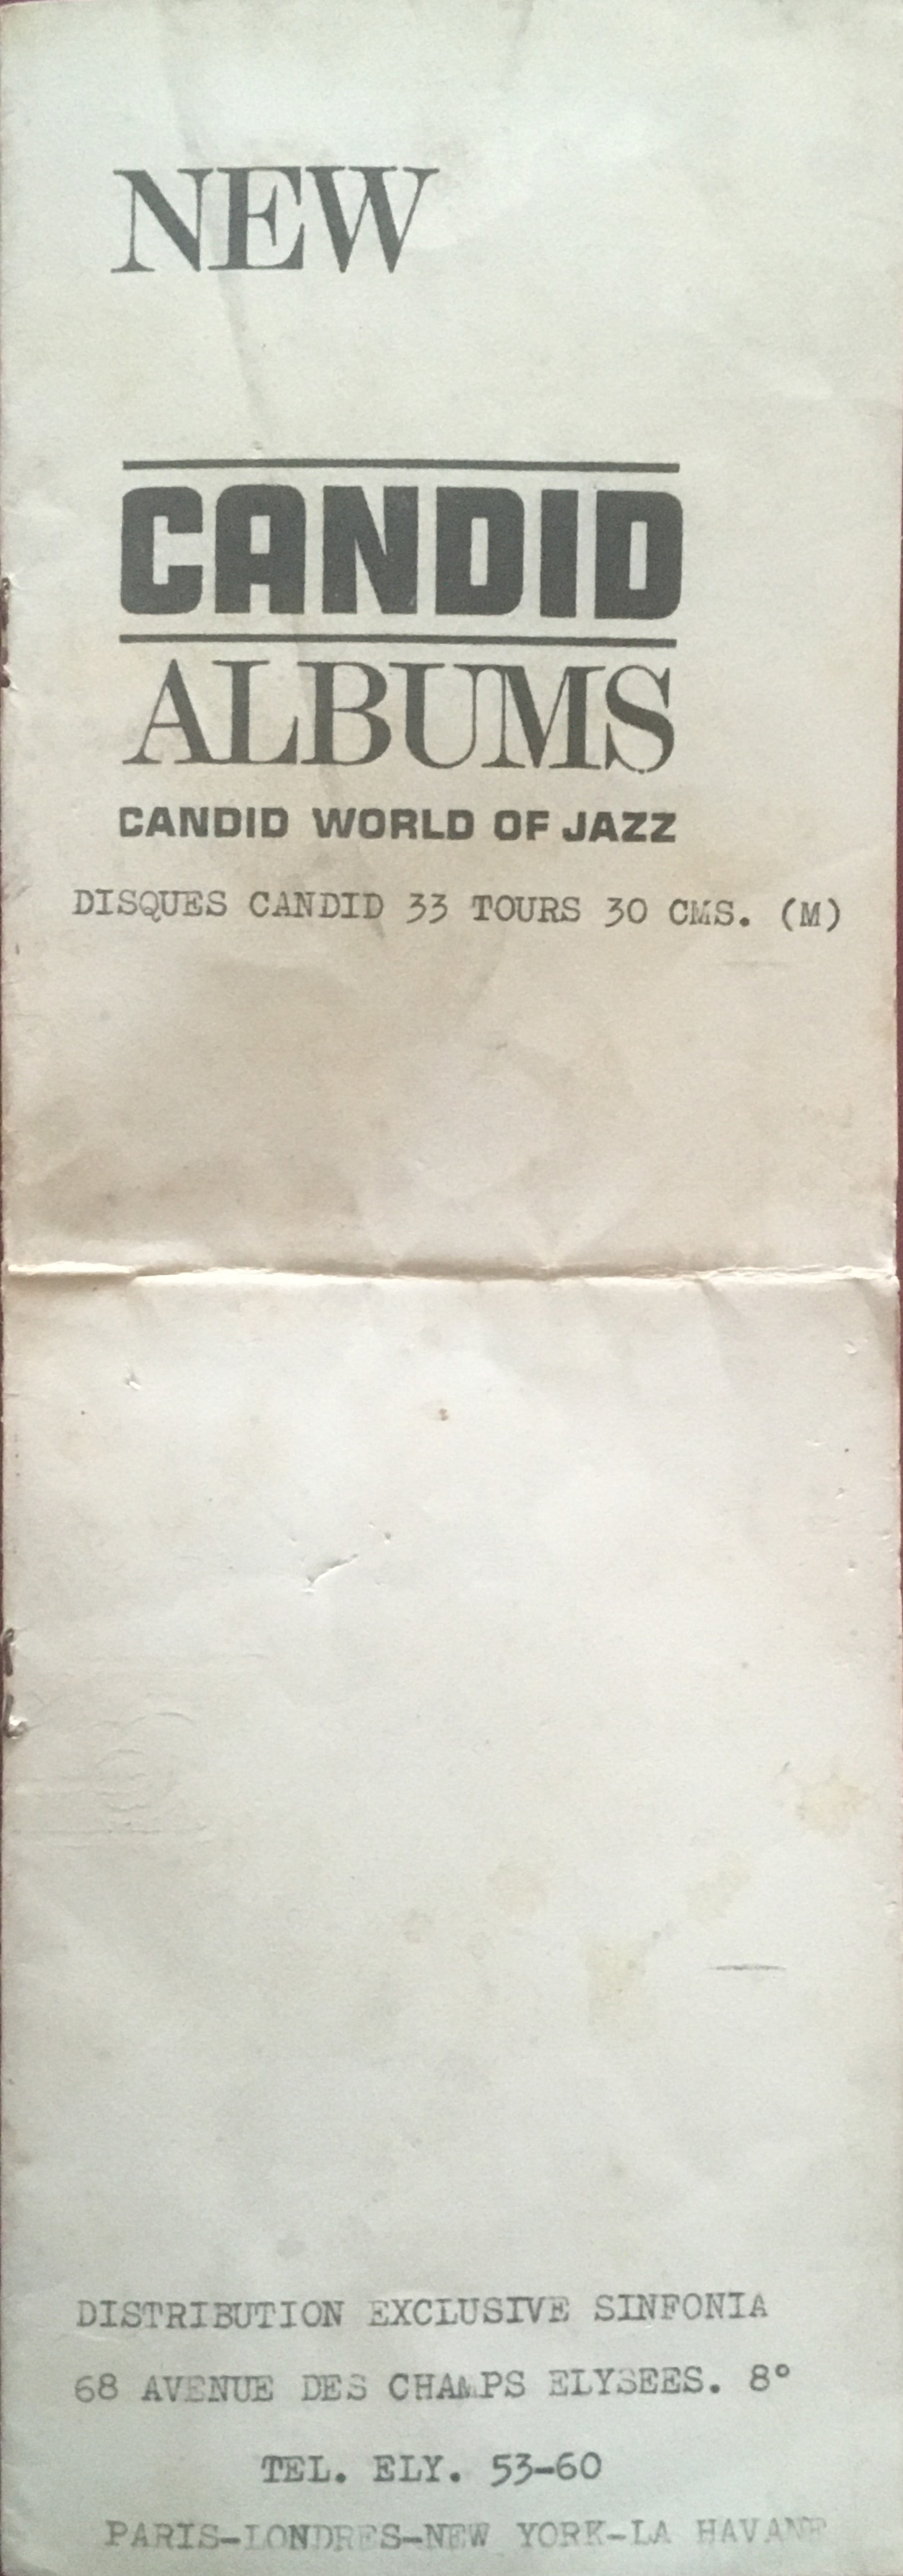 NEW
CANDID
ALBUMS
CANDID WORLD OF JAZZ
DISQUES CANDID 33 TOURS 30 CMS. (M)
DISTRIBUTION EXCLUSIVE SINFONIA
68 AVENUE DES CHAMPS ELYSEES. 8°
TEL. ELY. 53-60
PARIS-LONDRES-NEW YORK-LA HAVANE